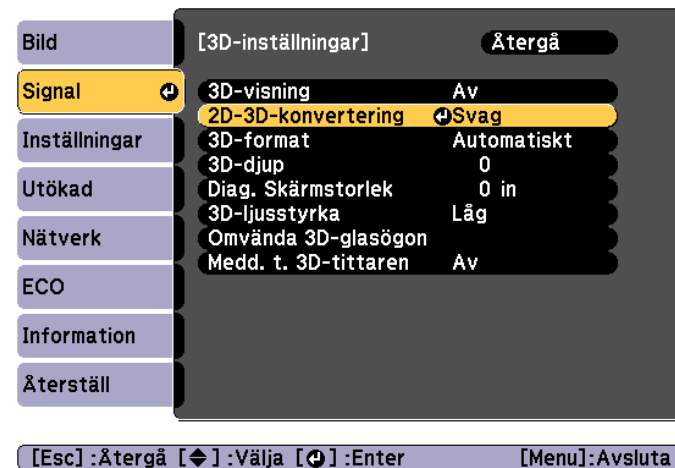 Bild
Signal
Inställningar
Utökad
Nätverk
ECO
Information
Återställ
[3D-inställningar] Återgå
3D-visning Av
2D-3D-konvertering Svag
3D-format Automatiskt
3D-djup 0
Diag. Skärmstorlek 0 in
3D-ljusstyrka Låg
Omvända 3D-glasögon
Medd. t. 3D-tittaren Av
[Esc] :Återgå [ ] :Välja [ ] :Enter [Menu]:Avsluta